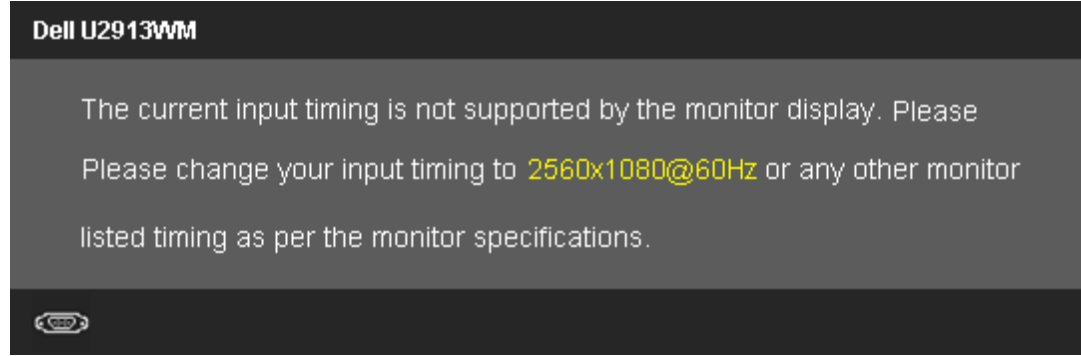 Dell U2913WM
The current input timing is not supported by the monitor display. Please
Please change your input timing to 2560x1080@60Hz or any other monitor
listed timing as per the monitor specifications.